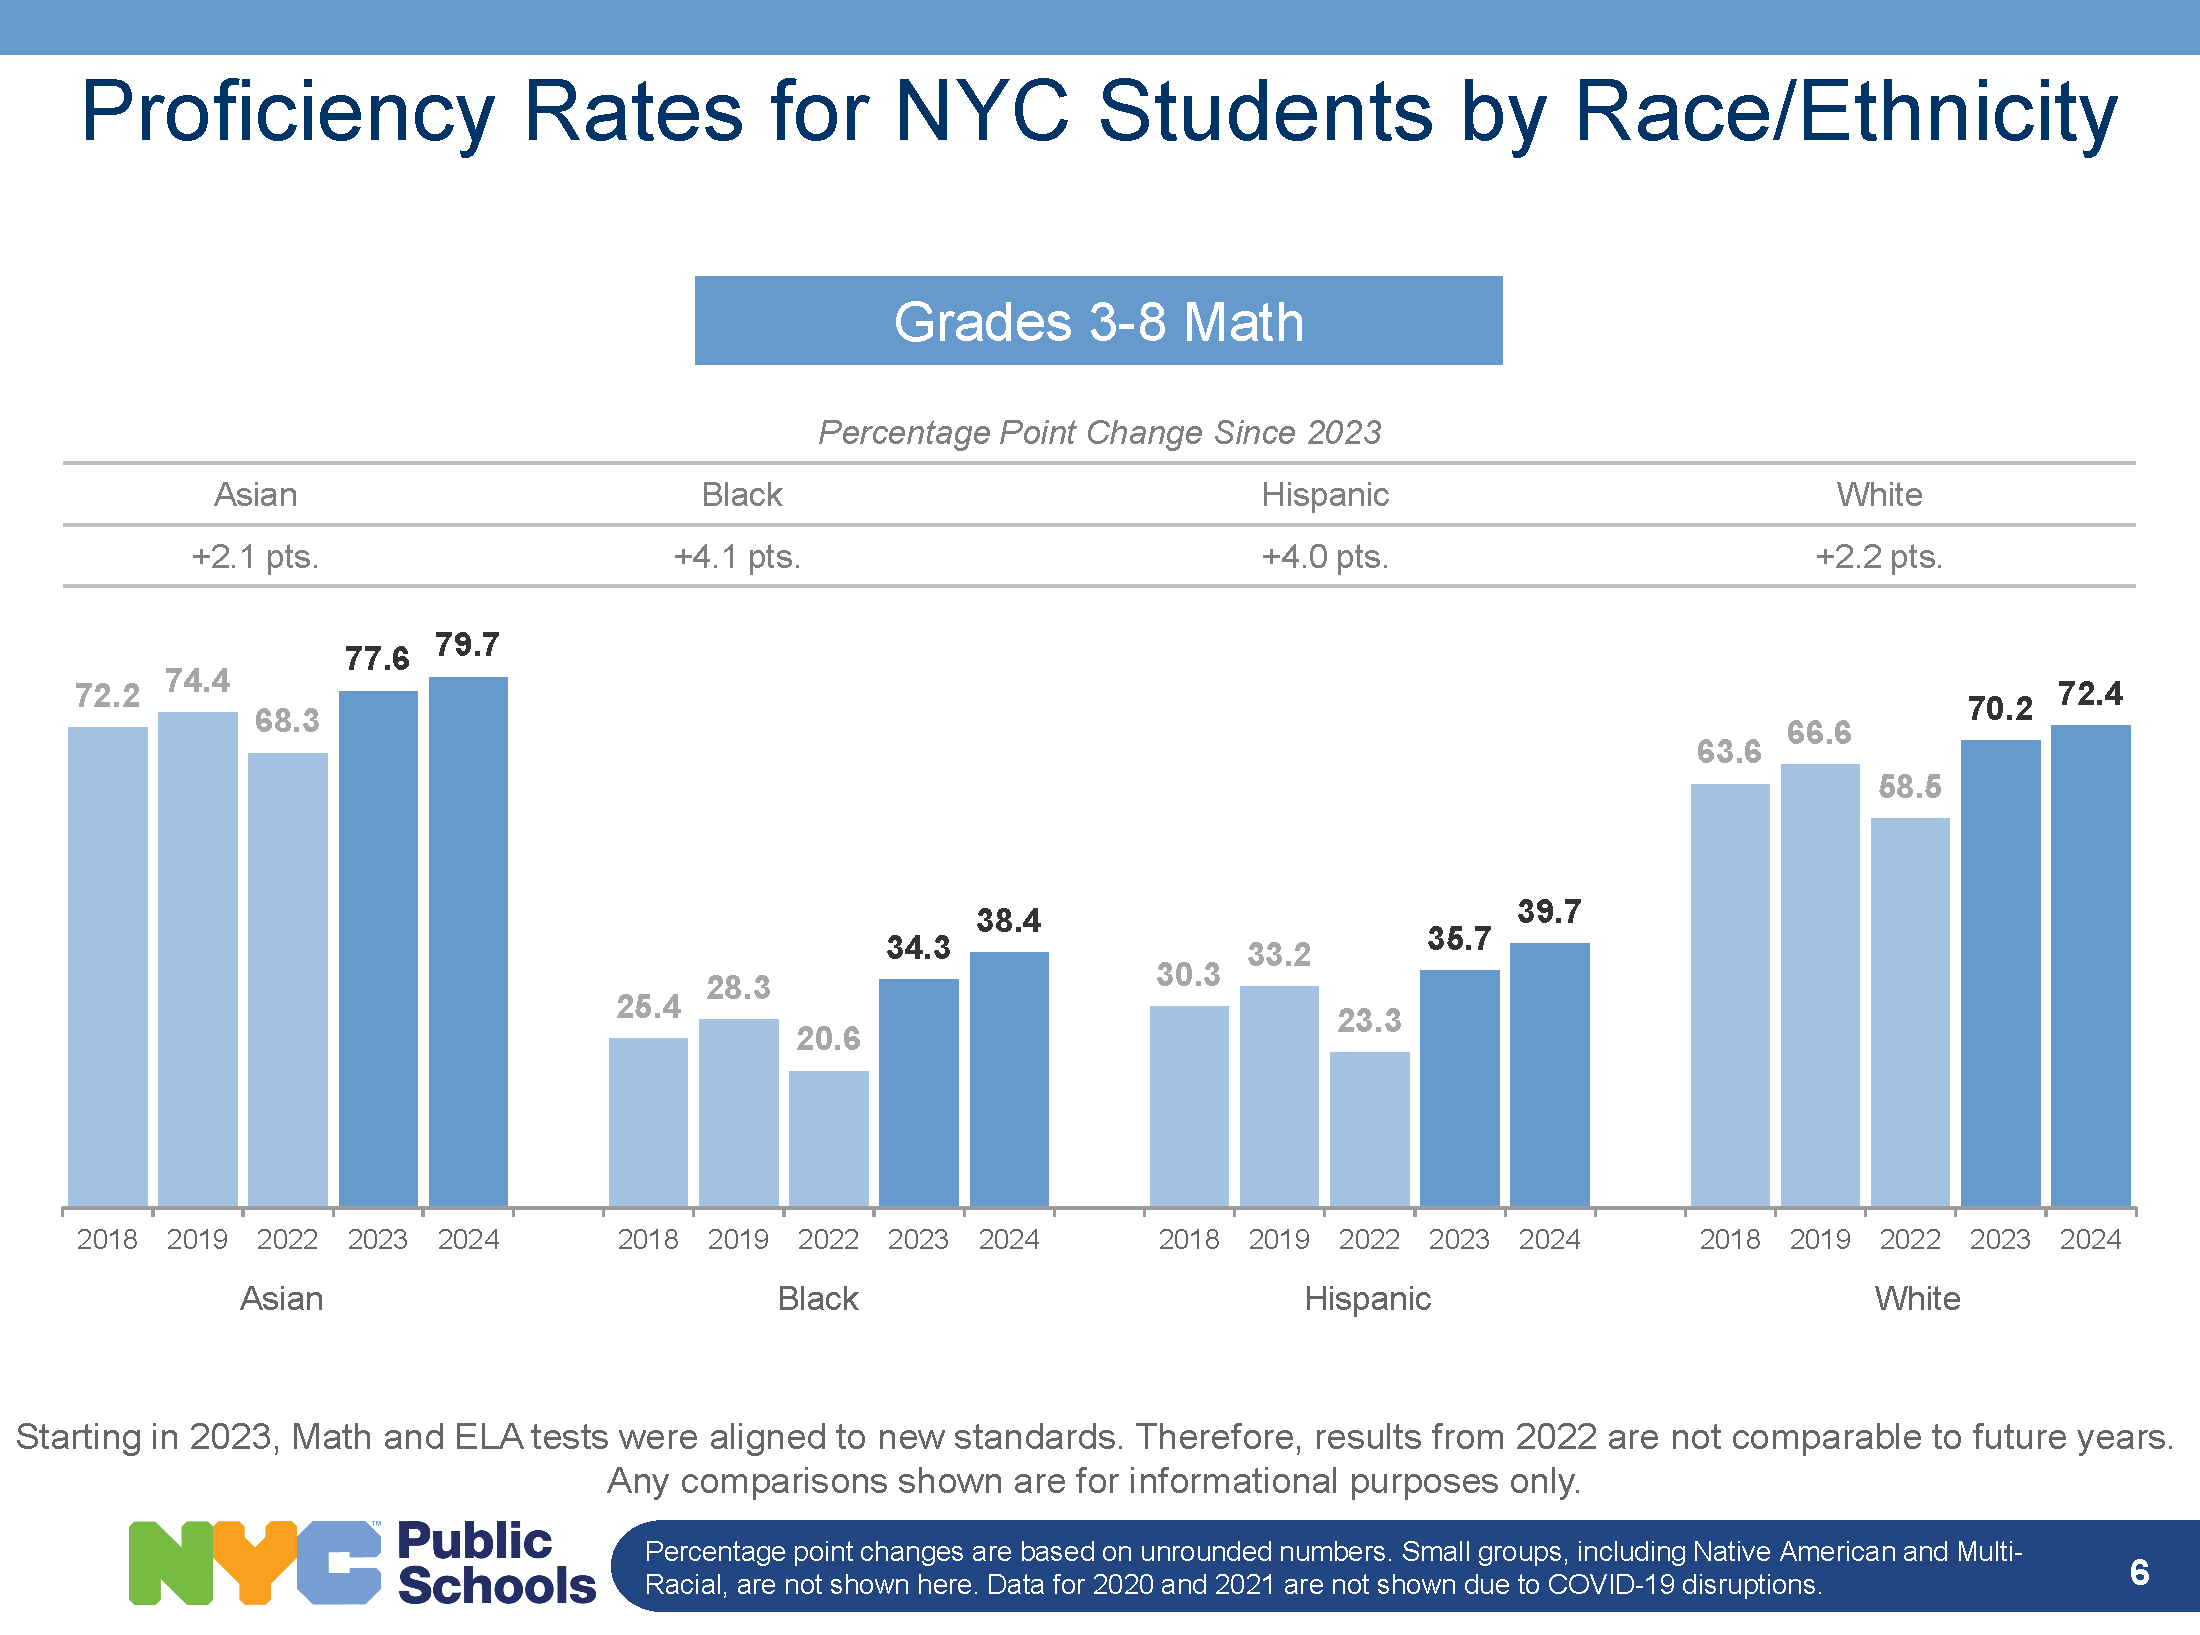 Proficiency Rates for NYC Students by Race/Ethnicity
Grades 3-8 Math
Percentage Point Change Since 2023
Asian Black Hispanic White
+2.1 pts. +4.1 pts. +4.0 pts. +2.2 pts.
72.2 74.4 68.3 77.6 79.7
25.4 28.3 20.6 34.3 38.4
30.3 33.2 23.3 35.7 39.7
63.6 66.6 58.5 70.2 72.4
2018 2019 2022 2023 2024 2018 2019 2022 2023 2024 2018 2019 2022 2023 2024 2018 2019 2022 2023 2024
Asian Black Hispanic White
Starting in 2023, Math and ELA tests were aligned to new standards. Therefore, results from 2022 are not comparable to future years.
Any comparisons shown are for informational purposes only.
NYC™ Public
Schools
Percentage point changes are based on unrounded numbers. Small groups, including Native American and Multi-
Racial, are not shown here. Data for 2020 and 2021 are not shown due to COVID-19 disruptions.
6